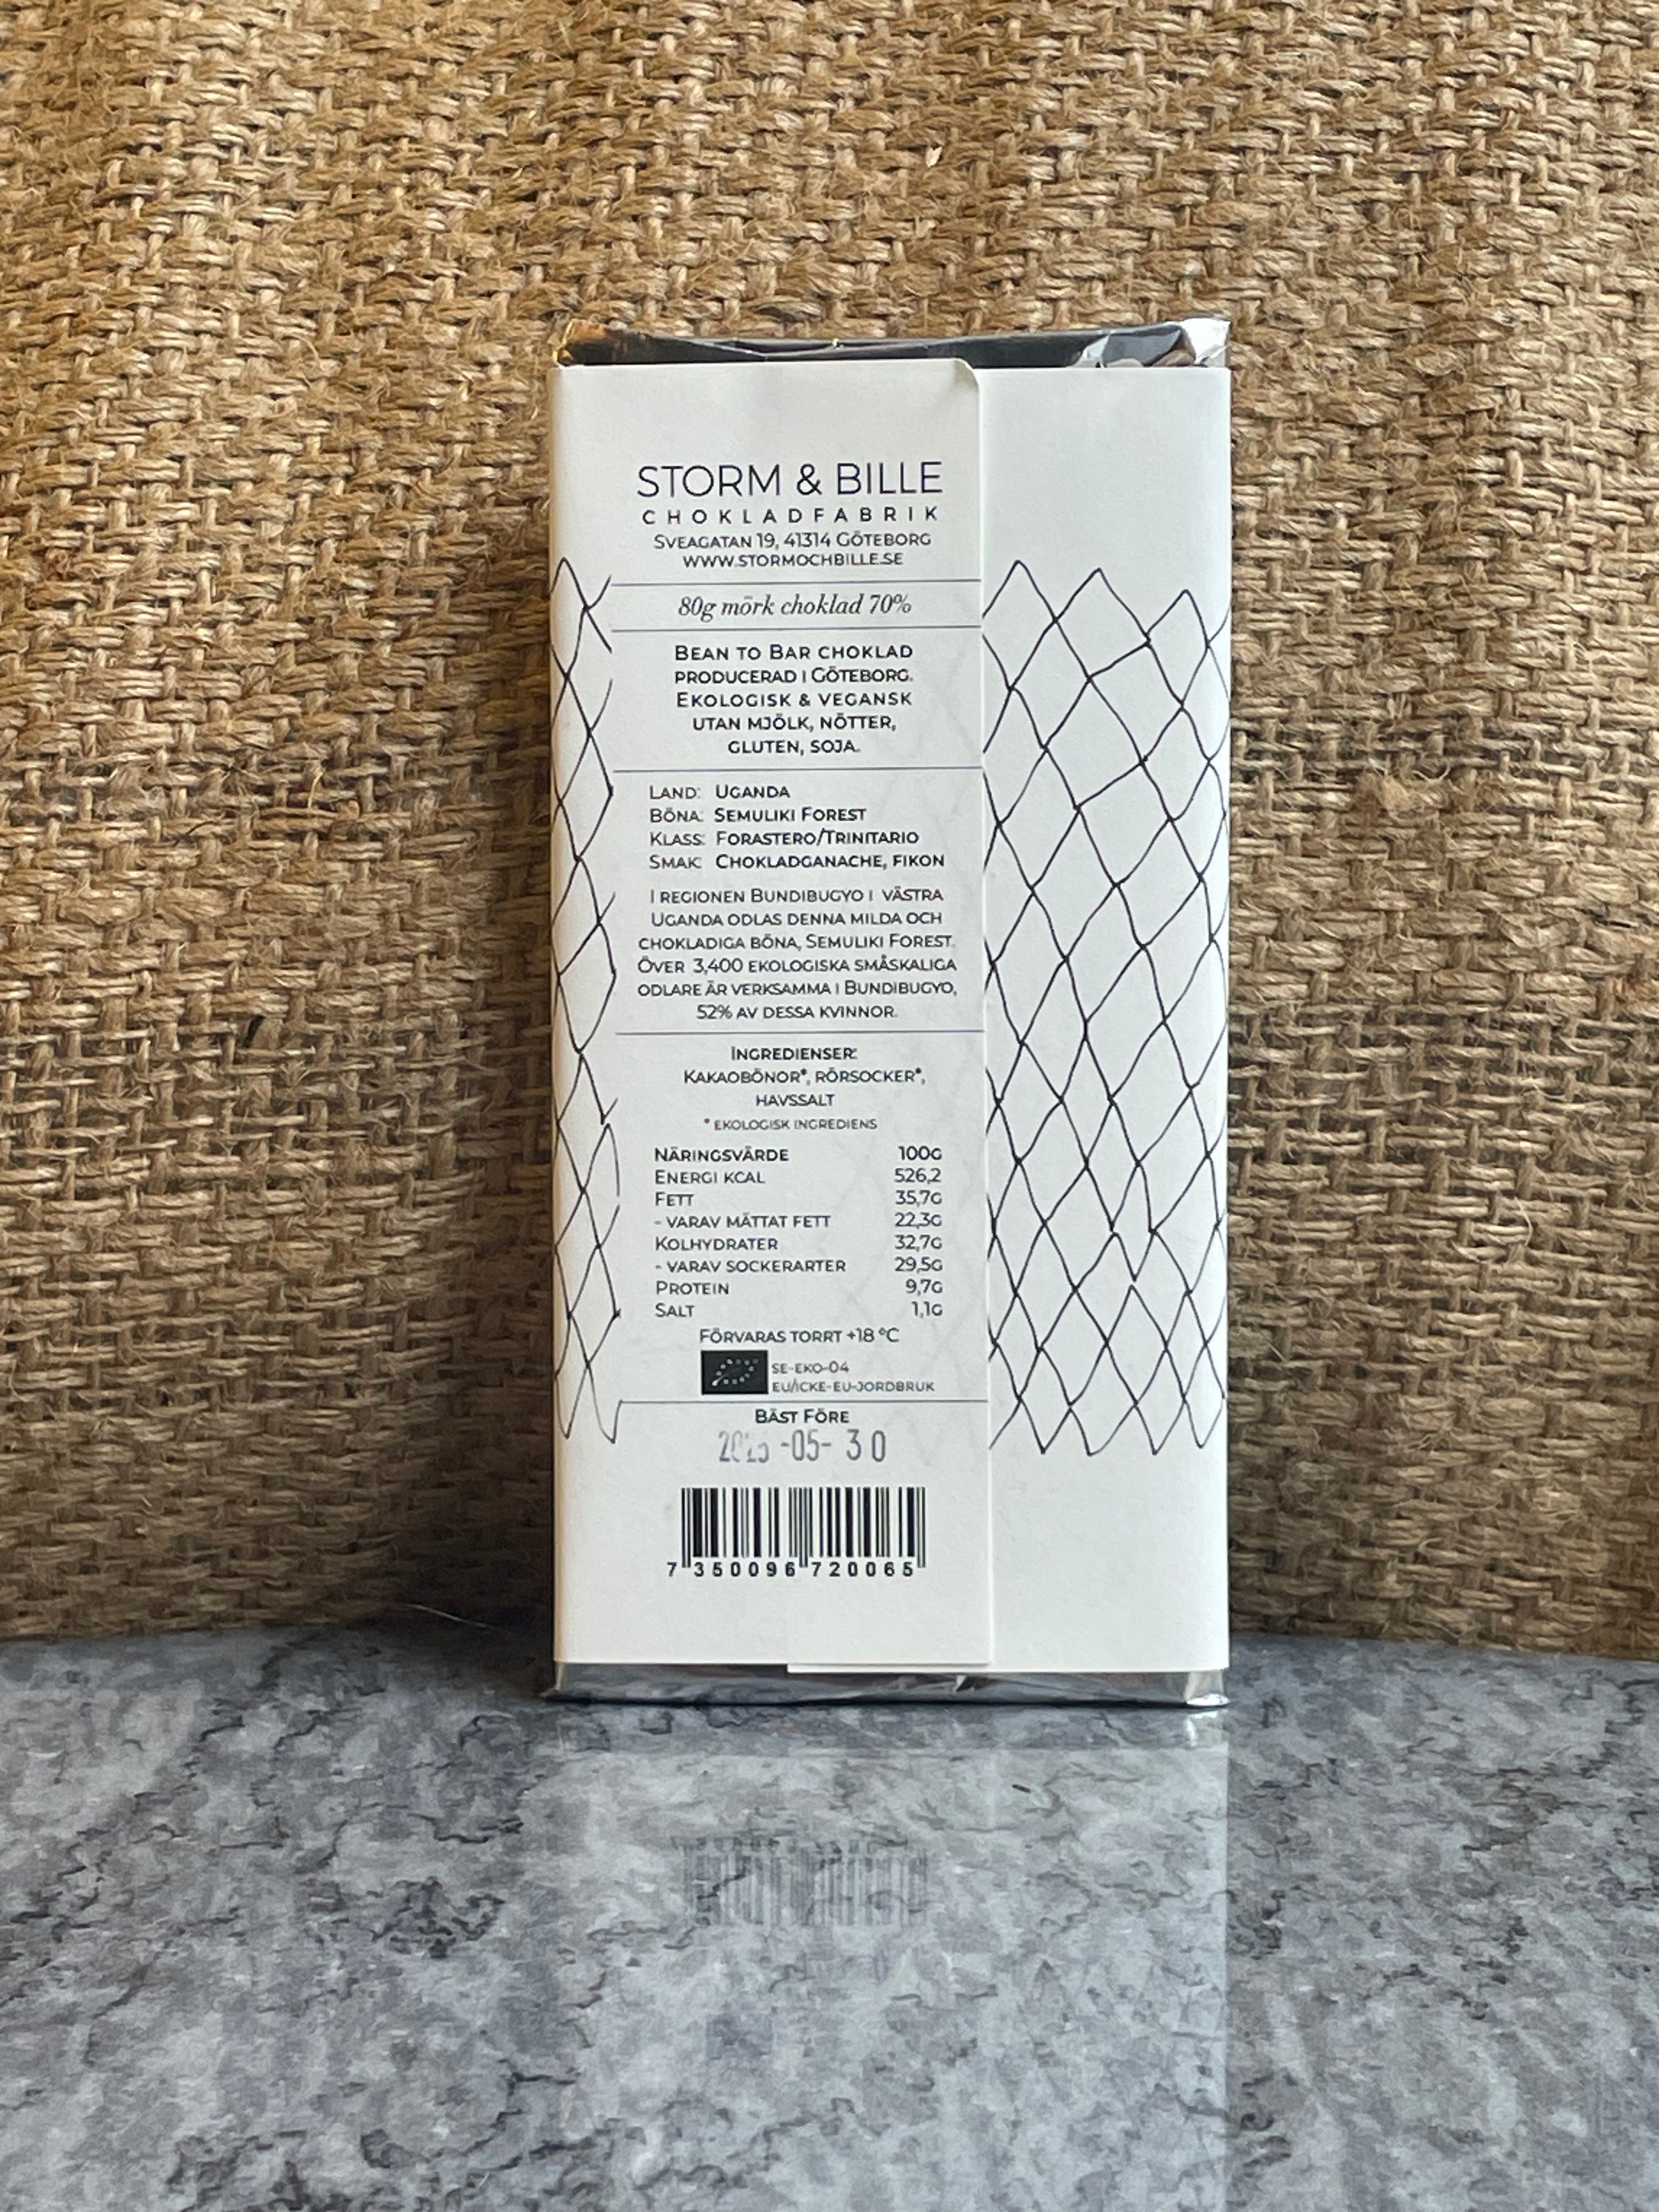 STORM & BILLE
CHOKLADFABRIK
SVEAGATAN 19, 41314 GÖTEBORG
WWW.STORMOCHBILLE.SE
80g mörk choklad 70%
BEAN TO BAR CHOKLAD
PRODUCERAD I GÖTEBORG.
EKOLOGISK & VEGANSK
UTAN MJÖLK, NÖTTER,
GLUTEN, SOJA.
LAND: UGANDA
BÖNA: SEMULIKI FOREST
KLASS: FORASTERO/TRINITARIO
SMAK: CHOKLADGANACHE, FIKON
I REGIONEN BUNDIBUGYO I VÄSTRA
UGANDA ODLAS DENNA MILDA OCH
CHOKLADIGA BÖNA, SEMULIKI FOREST.
ÖVER 3,400 EKOLOGISKA SMÅSKALIGA
ODLARE ÄR VERKSAMMA I BUNDIBUGYO,
52% AV DESSA KVINNOR.
INGREDIENSER:
KAKAOBÖNOR*, RÖRSOCKER*,
HAVSSALT
* EKOLOGISK INGREDIENS
NÄRINGSVÄRDE 100G
ENERGI KCAL 526,2
FETT 35,7G
- VARAV MÄTTAT FETT 22,3G
KOLHYDRATER 32,7G
- VARAV SOCKERARTER 29,5G
PROTEIN 9,7G
SALT 1,1G
FÖRVARAS TORRT +18 °C
SE-EKO-04
EU/ICKE-EU-JORDBRUK
BÄST FÖRE
-05-30
7 350096 720065